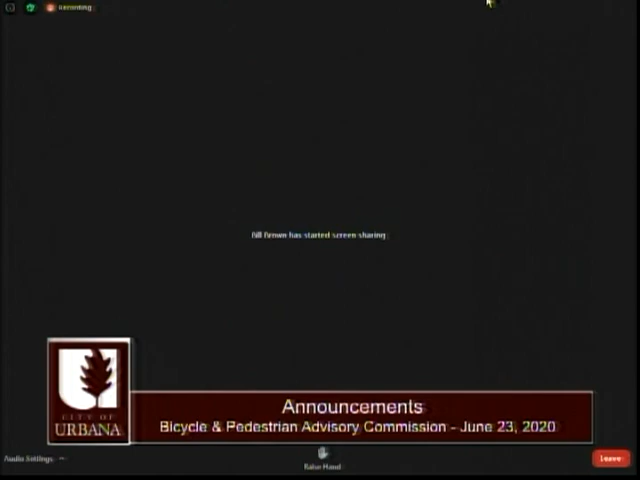 Recording
Bill Brown has started screen sharing
CITY OF
URBANA
Announcements
Bicycle & Pedestrian Advisory Commission - June 23, 2020
Audio Settings
Raise Hand
Leave